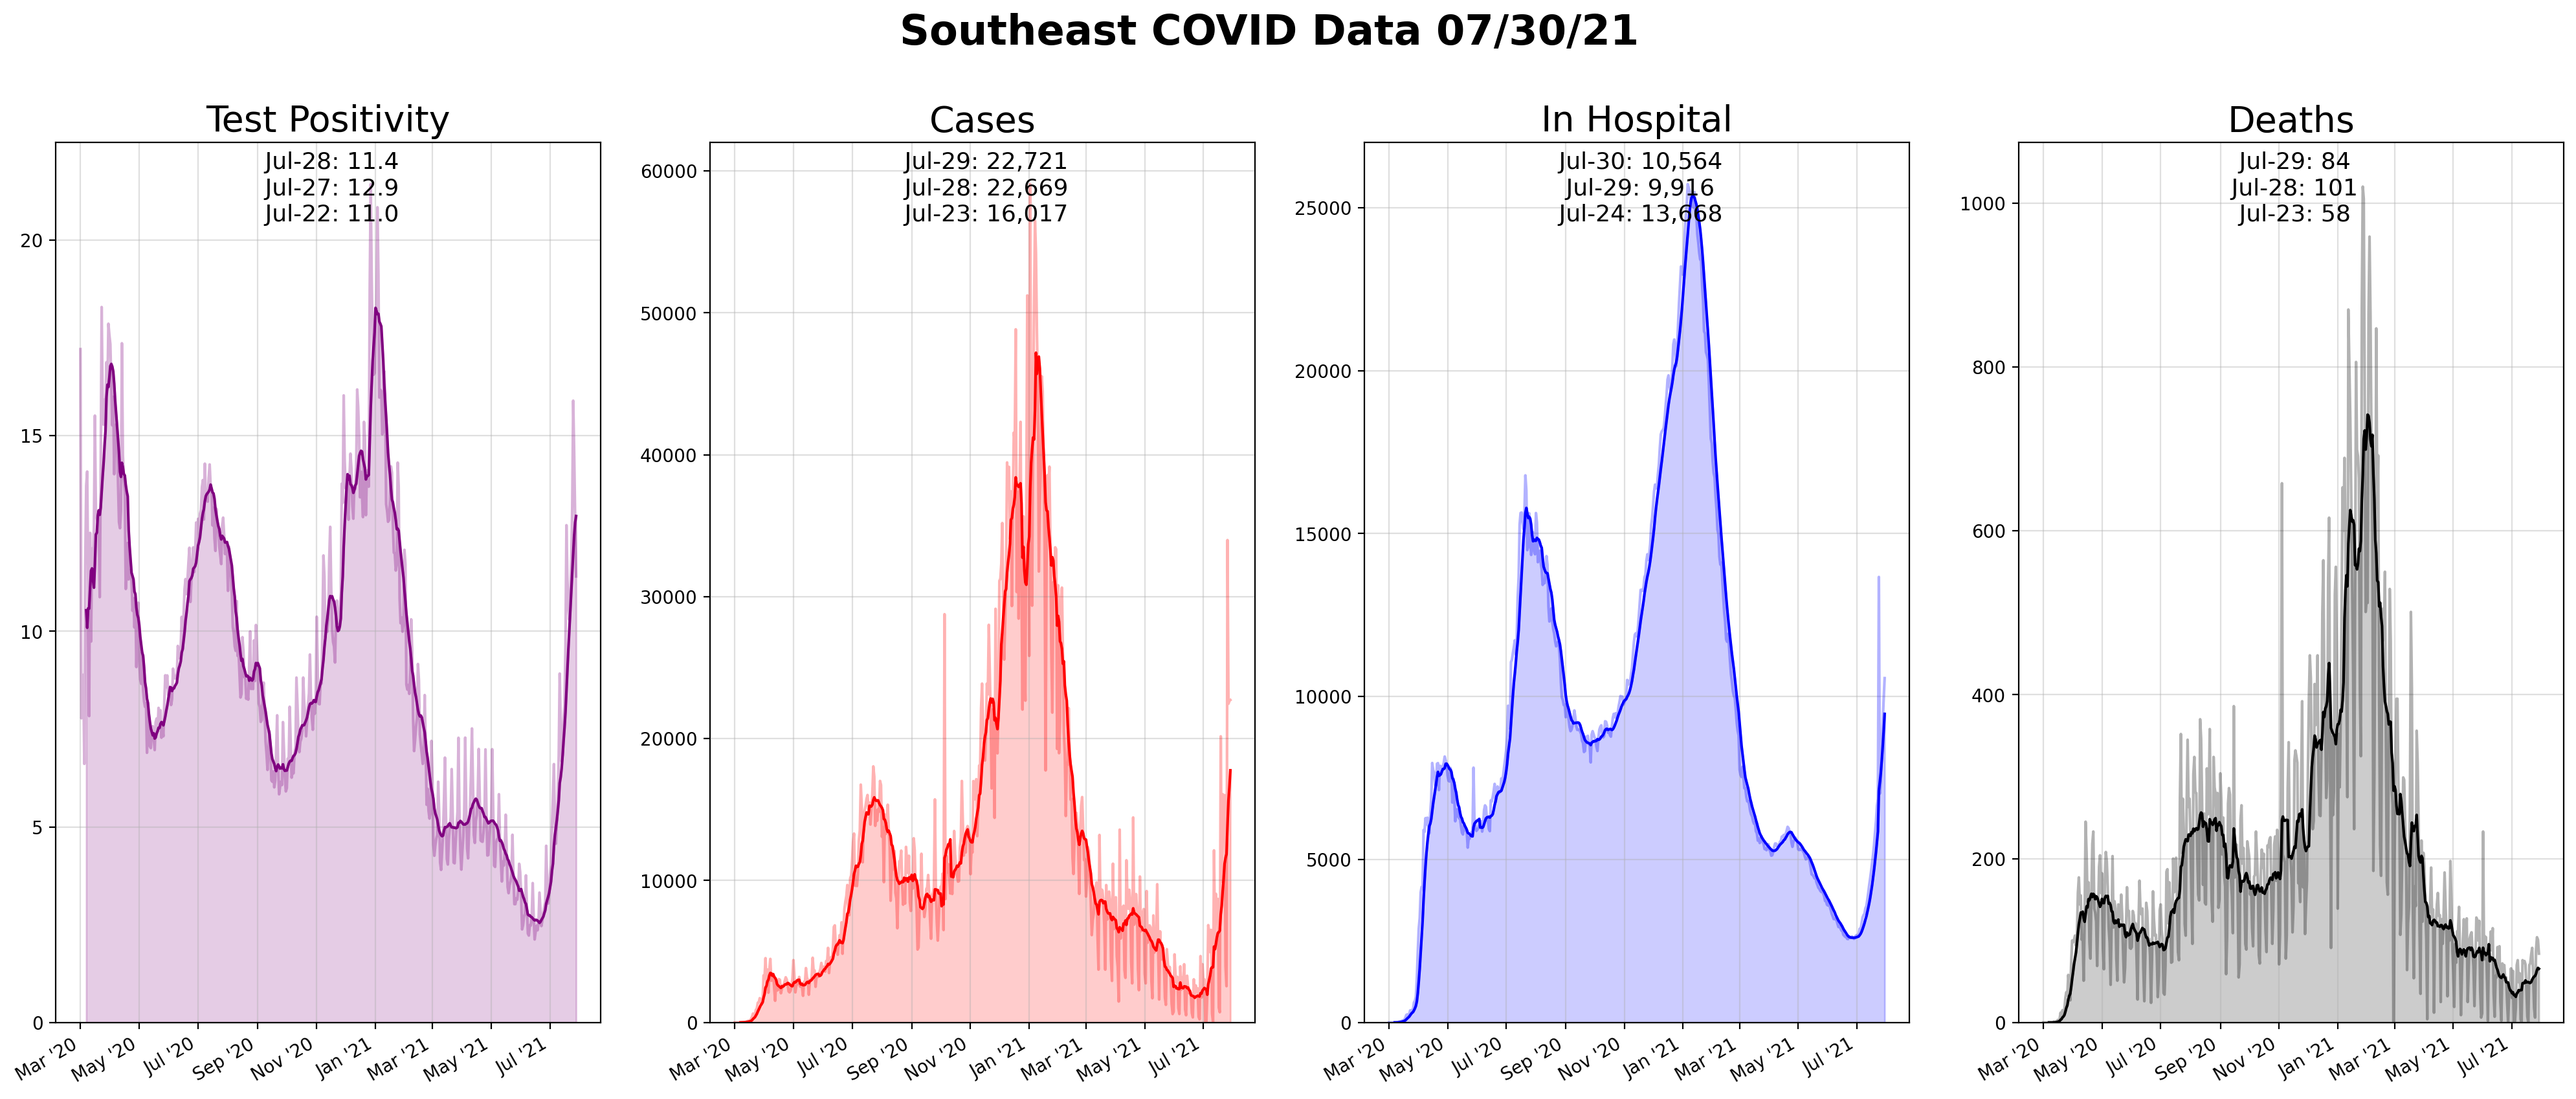 Southeast COVID Data 07/30/21
Test Positivity
Jul-28: 11.4
Jul-27: 12.9
Jul-22: 11.0
20
15
10
5
0
Mar '20
May '20
Jul '20
Sep '20
Nov '20
Jan '21
Mar '21
May '21
Jul '21
Cases
Jul-29: 22,721
Jul-28: 22,669
Jul-23: 16,017
60000
50000
40000
30000
20000
10000
0
Mar '20
May '20
Jul '20
Sep '20
Nov '20
Jan '21
Mar '21
May '21
Jul '21
In Hospital
Jul-30: 10,564
Jul-29: 9,916
Jul-24: 13,668
25000
20000
15000
10000
5000
0
Mar '20
May '20
Jul '20
Sep '20
Nov '20
Jan '21
Mar '21
May '21
Jul '21
Deaths
Jul-29: 84
Jul-28: 101
Jul-23: 58
1000
800
600
400
200
0
Mar '20
May '20
Jul '20
Sep '20
Nov '20
Jan '21
Mar '21
May '21
Jul '21